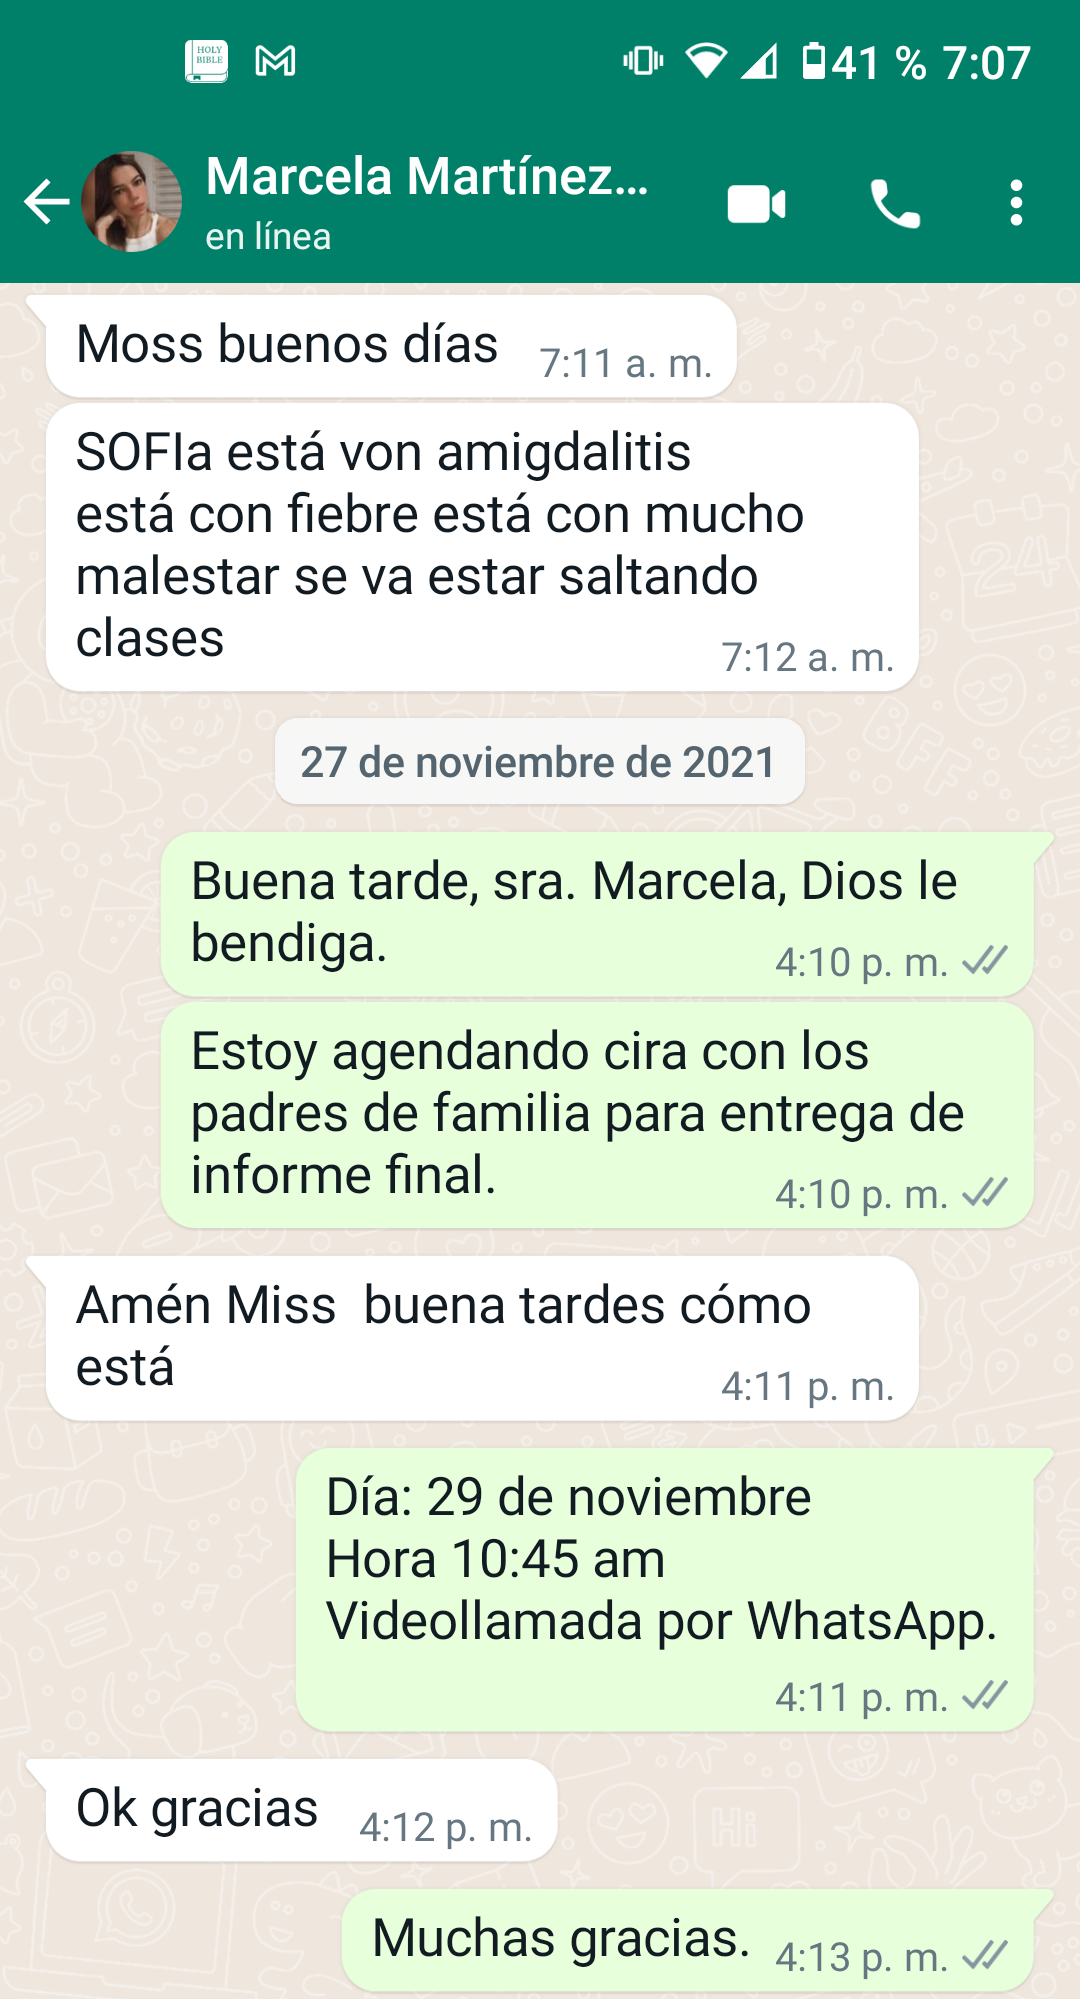 HOLY
BIBLE
41 % 7:07
Marcela Martínez...
en línea
Moss buenos días 7:11 a. m.
SOFIa está von amigdalitis
está con fiebre está con mucho
malestar se va estar saltando
clases 7:12 a. m.
27 de noviembre de 2021
Buena tarde, sra. Marcela, Dios le
bendiga. 4:10 p. m.
Estoy agendando cira con los
padres de familia para entrega de
informe final. 4:10 p. m.
Amén Miss  buena tardes cómo
está 4:11 p. m.
Día: 29 de noviembre
Hora 10:45 am
Videollamada por WhatsApp.
4:11 p. m.
Ok gracias 4:12 p. m.
Muchas gracias. 4:13 p. m.